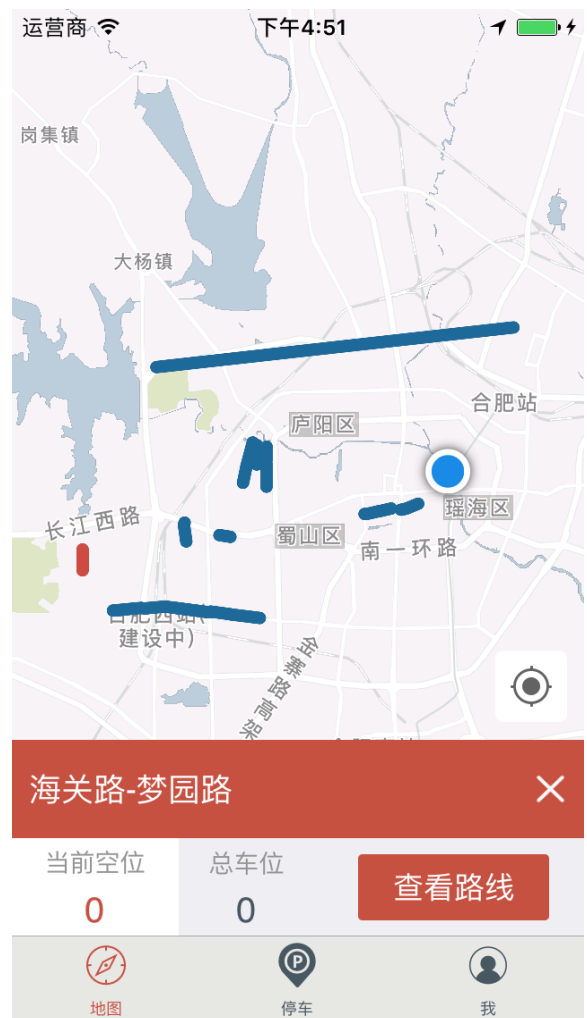 运营商
下午4:51
岗集镇
大杨镇
合肥站
庐阳区
瑶海区
长江西路
蜀山区
南一环路
合肥西站(
建设中)
金寨路高架
海关路-梦园路
当前空位
总车位
查看路线
0
0
P
地图
停车
我